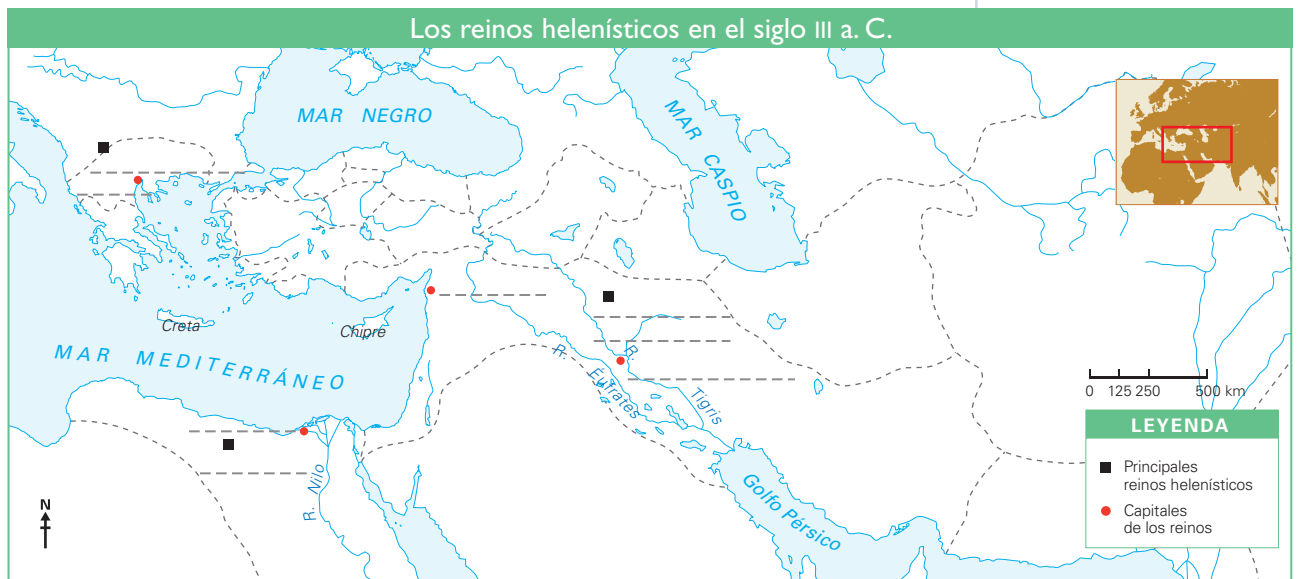 Los reinos helenísticos en el siglo III a. C.
MAR NEGRO
MAR CASPIO
Creta
Chipre
MAR MEDITERRÁNEO
R. Éufrates
R. Tigris
R. Nilo
Golfo Pérsico
N
0 125 250 500 km
LEYENDA
Principales
reinos helenísticos
Capitales
de los reinos